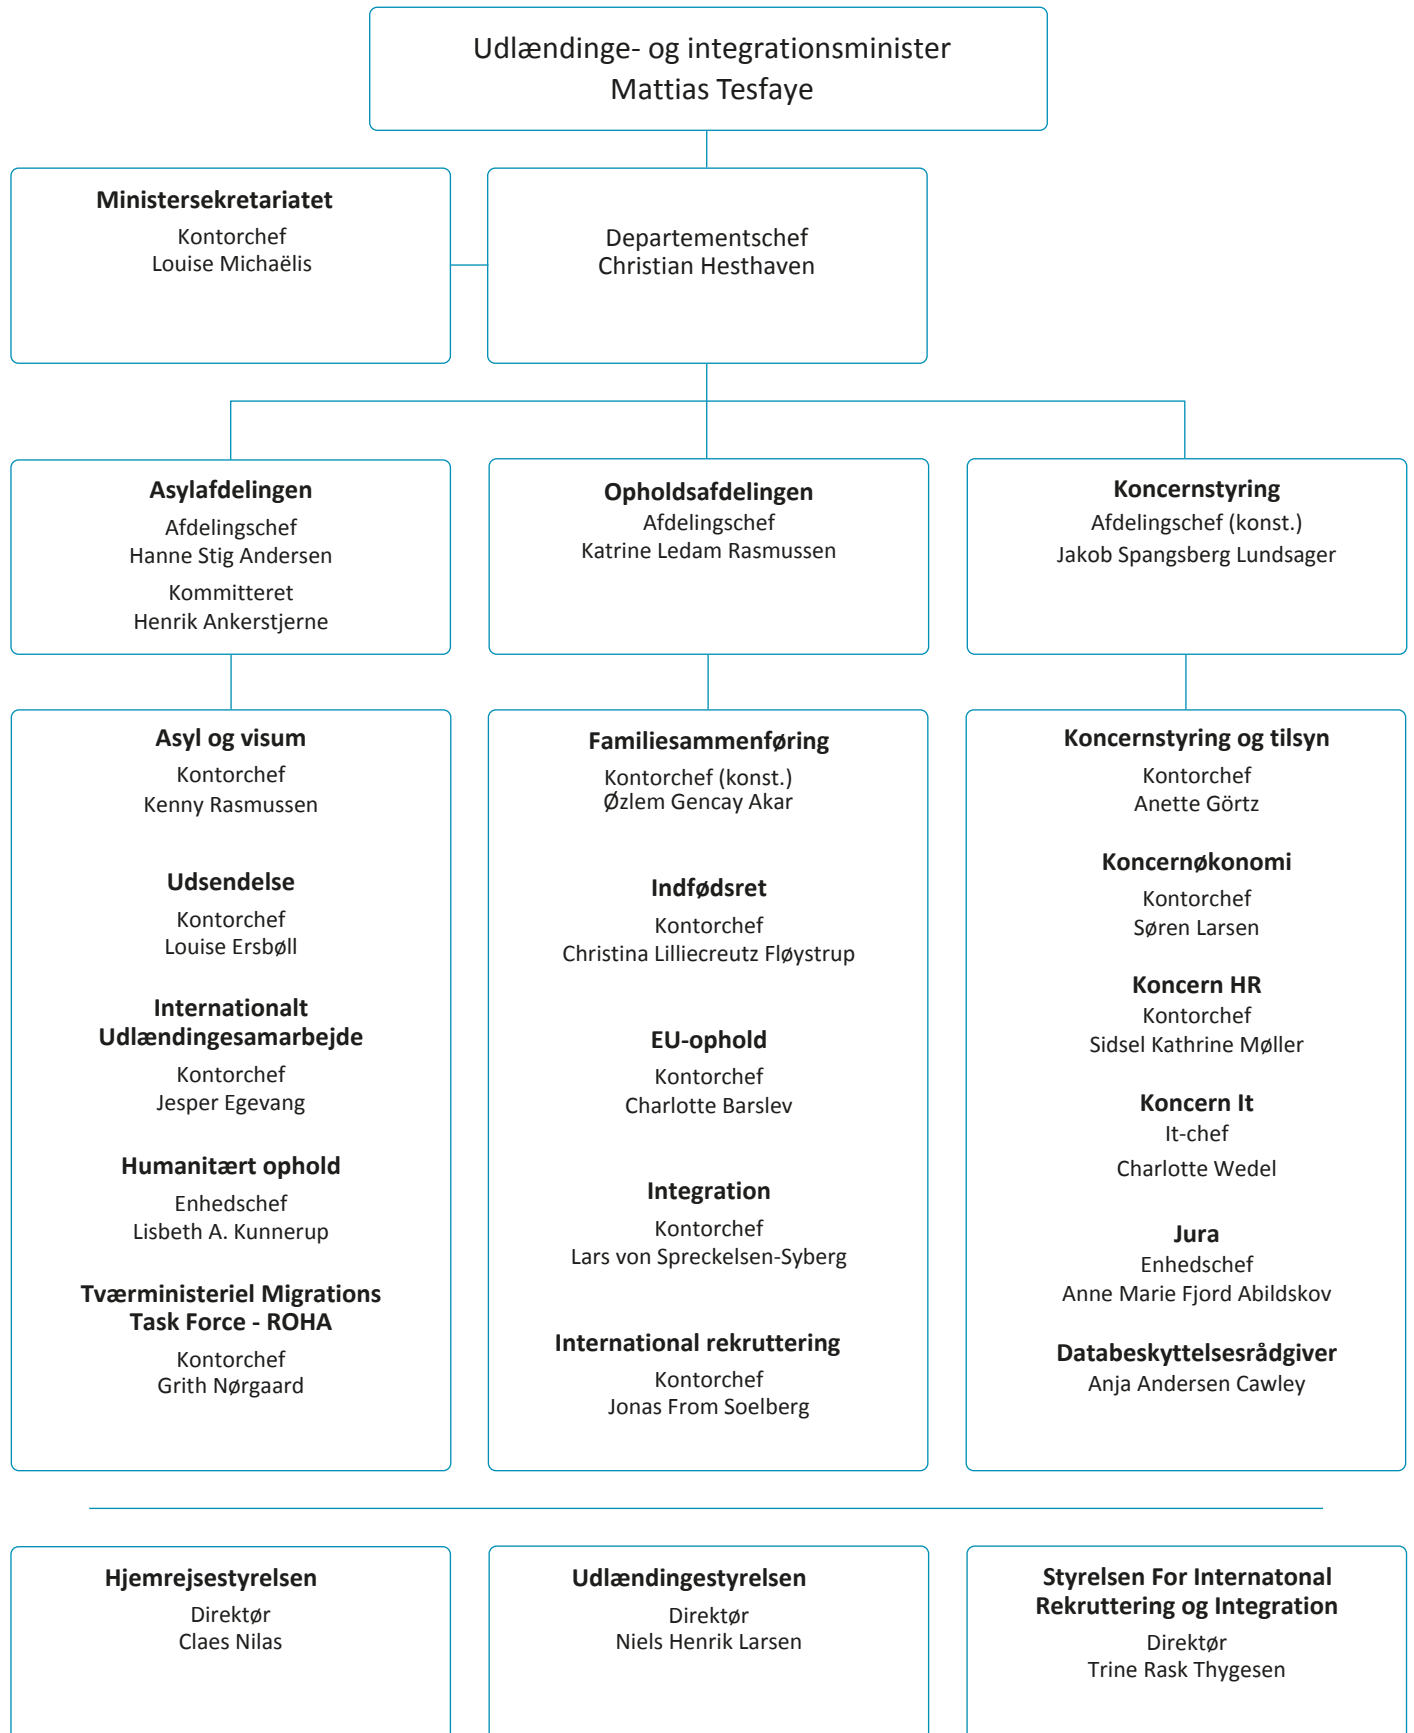 Udlændinge- og integrationsminister
Mattias Tesfaye
Ministersekretariatet
Kontorchef
Louise Michaëlis
Departementschef
Christian Hesthaven
Asylafdelingen
Afdelingschef
Hanne Stig Andersen
Kommitteret
Henrik Ankerstjerne
Opholdsafdelingen
Afdelingschef
Katrine Ledam Rasmussen
Koncernstyring
Afdelingschef (konst.)
Jakob Spangsberg Lundsager
Asyl og visum
Kontorchef
Kenny Rasmussen
Udsendelse
Kontorchef
Louise Ersbøll
Internationalt
Udlændingesamarbejde
Kontorchef
Jesper Egevang
Humanitært ophold
Enhedschef
Lisbeth A. Kunnerup
Tværministeriel Migrations
Task Force - ROHA
Kontorchef
Grith Nørgaard
Familiesammenføring
Kontorchef (konst.)
Øzlem Gencay Akar
Indfødsret
Kontorchef
Christina Lilliecreutz Fløystrup
EU-ophold
Kontorchef
Charlotte Barslev
Integration
Kontorchef
Lars von Spreckelsen-Syberg
International rekruttering
Kontorchef
Jonas From Soelberg
Koncernstyring og tilsyn
Kontorchef
Anette Görtz
Koncernøkonomi
Kontorchef
Søren Larsen
Koncern HR
Kontorchef
Sidsel Kathrine Møller
Koncern It
It-chef
Charlotte Wedel
Jura
Enhedschef
Anne Marie Fjord Abildskov
Databeskyttelsesrådgiver
Anja Andersen Cawley
Hjemrejsestyrelsen
Direktør
Claes Nilas
Udlændingestyrelsen
Direktør
Niels Henrik Larsen
Styrelsen For Internatonal
Rekruttering og Integration
Direktør
Trine Rask Thygesen